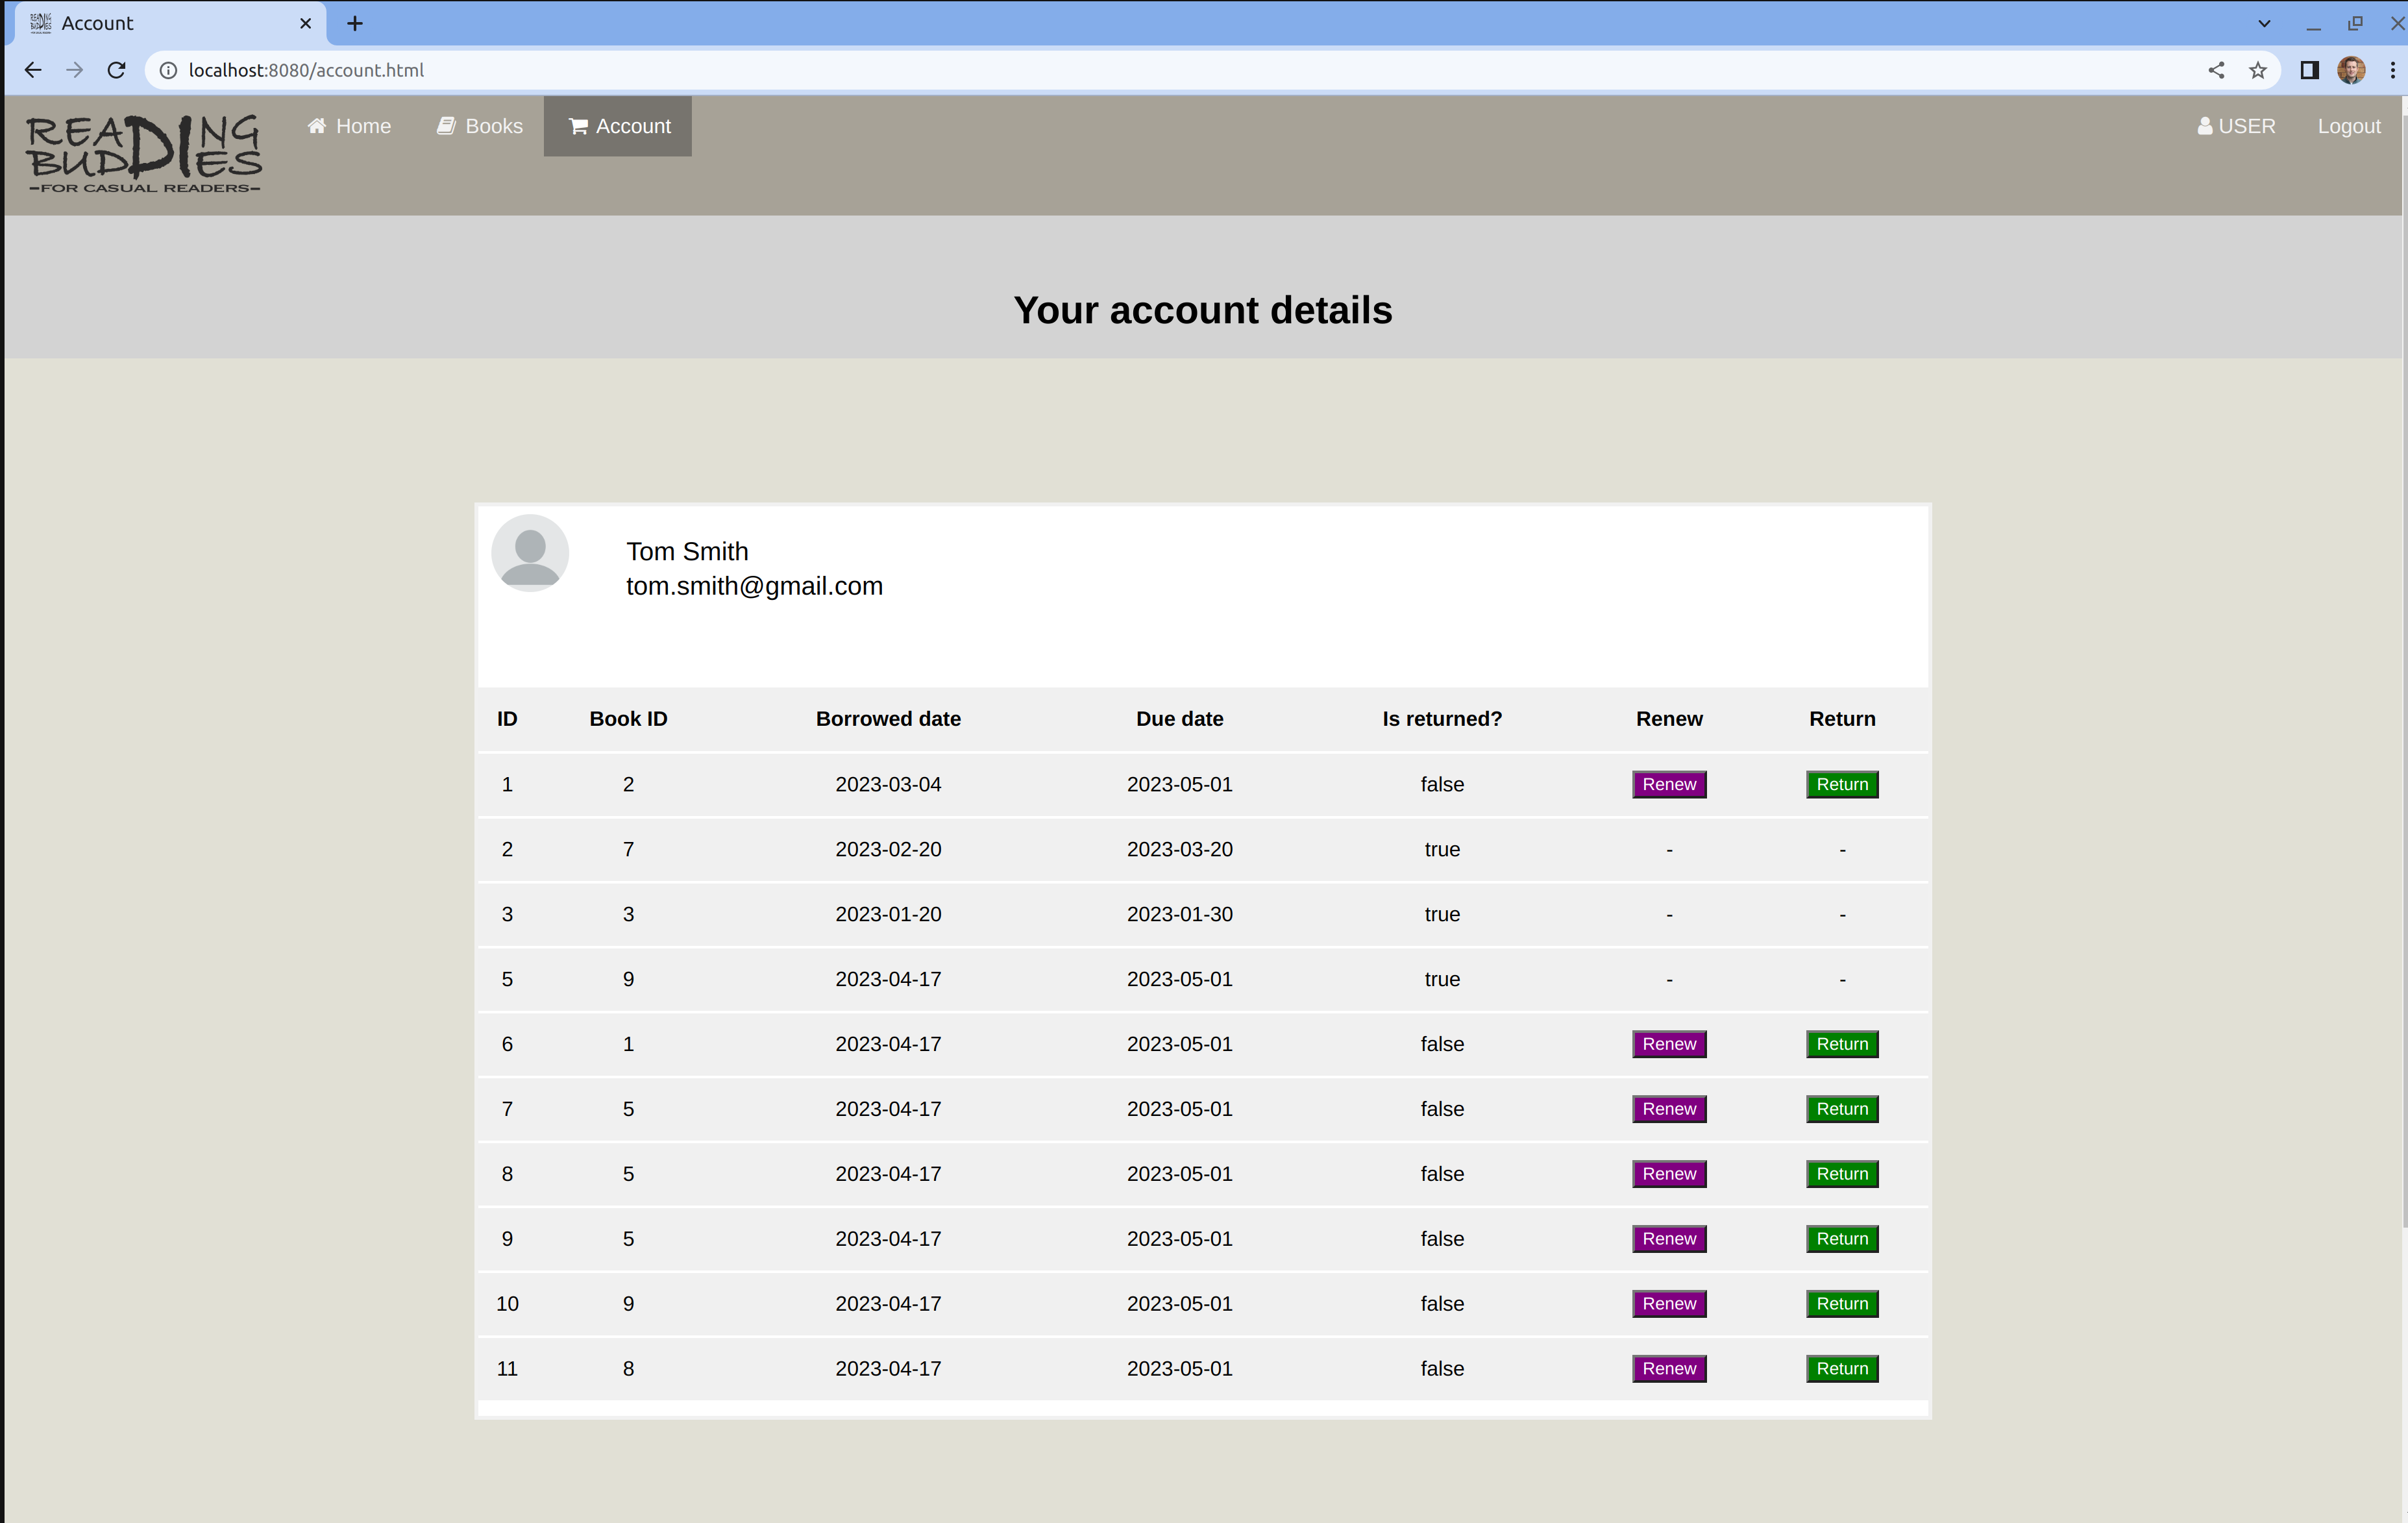 Account
localhost:8080/account.html
READING
BUDDIES
-FOR CASUAL READERS-
Home Books Account USER Logout
Your account details
Tom Smith
tom.smith@gmail.com
ID Book ID Borrowed date Due date Is returned? Renew Return
1 2 2023-03-04 2023-05-01 false Renew Return
2 7 2023-02-20 2023-03-20 true - -
3 3 2023-01-20 2023-01-30 true - -
5 9 2023-04-17 2023-05-01 true - -
6 1 2023-04-17 2023-05-01 false Renew Return
7 5 2023-04-17 2023-05-01 false Renew Return
8 5 2023-04-17 2023-05-01 false Renew Return
9 5 2023-04-17 2023-05-01 false Renew Return
10 9 2023-04-17 2023-05-01 false Renew Return
11 8 2023-04-17 2023-05-01 false Renew Return